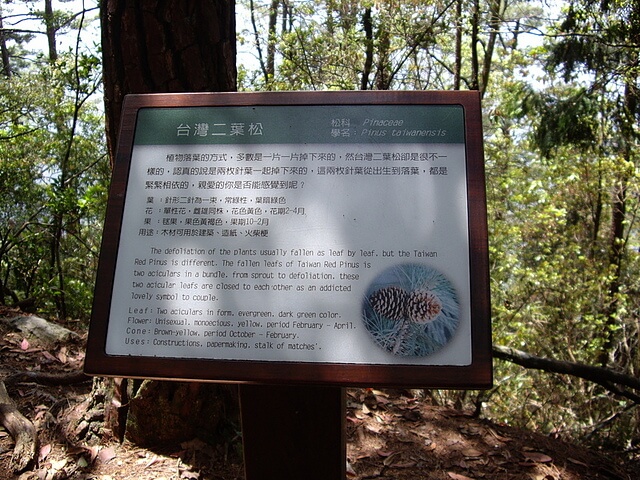 台灣二葉松
松科 Pinaceae
學名：Pinus taiwanensis
植物落葉的方式，多數是一片一片掉下來的，然台灣二葉松卻是很不一
樣的，認真的說是兩枚針葉一起掉下來的，這兩枚針葉從出生到落葉，都是
緊緊相依的，親愛的你是否能感覺到呢？
葉：針形二針為一束，常綠性，葉暗綠色
花：單性花，雌雄同株，花色黃色，花期2-4月
果：毬果，果色黃褐色，果期10-2月
用途：木材可用於建築、造紙、火柴梗
The defoliation of the plants usually fallen as leaf by leaf, but the Taiwan
Red Pinus is different. The fallen leafs of Taiwan Red Pinus is
two aciculars in a bundle, from sprout to defoliation, these
two acicular leafs are closed to each other as an addicted
lovely symbol to couple.
Leaf: Two aciculars in form, evergreen, dark green color.
Flower: Unisexual, monoecious, yellow, period February - April.
Cone: Brown-yellow, period October - February.
Uses: Constructions, papermaking, stalk of matches'.